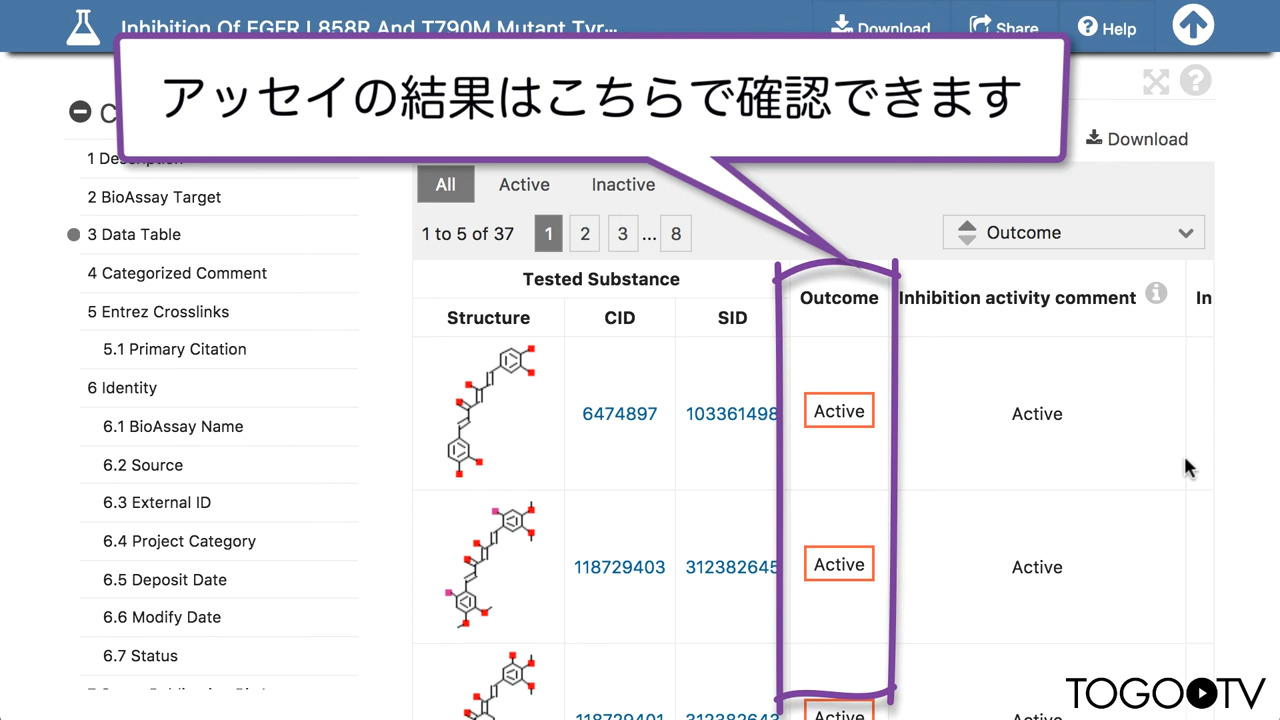 Inhibition Of EGFR L858R And T790M Mutant Tyr...
Download
Share
Help
アッセイの結果はこちらで確認できます
C
Download
1 Description
2 BioAssay Target
3 Data Table
4 Categorized Comment
5 Entrez Crosslinks
5.1 Primary Citation
6 Identity
6.1 BioAssay Name
6.2 Source
6.3 External ID
6.4 Project Category
6.5 Deposit Date
6.6 Modify Date
6.7 Status
All Active Inactive
1 to 5 of 37 1 2 3 ... 8
Outcome
Tested Substance
Structure CID SID Outcome Inhibition activity comment In
6474897 103361498 Active Active
118729403 312382645 Active Active
118729401 312382643 Active Active
TOGOTV